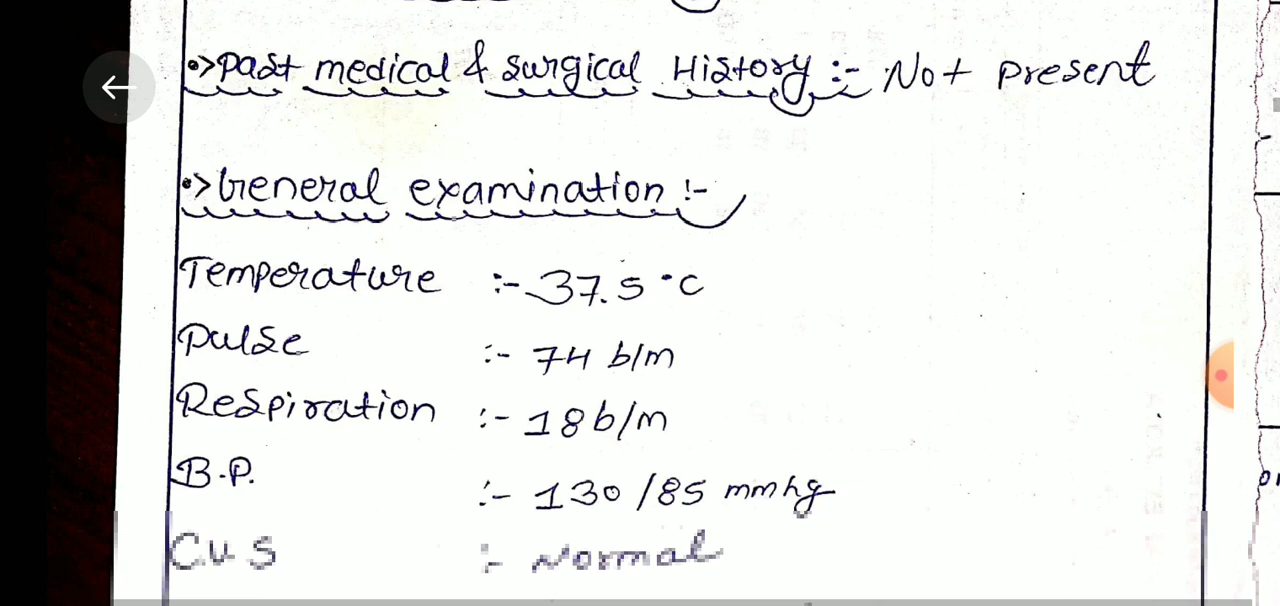 •> Past medical & surgical History :- Not Present
•> General examination :-
Temperature :- 37.5 °C
Pulse :- 74 b/m
Respiration :- 18 b/m
B.P. :- 130/85 mmhg
C.V.S :- Normal